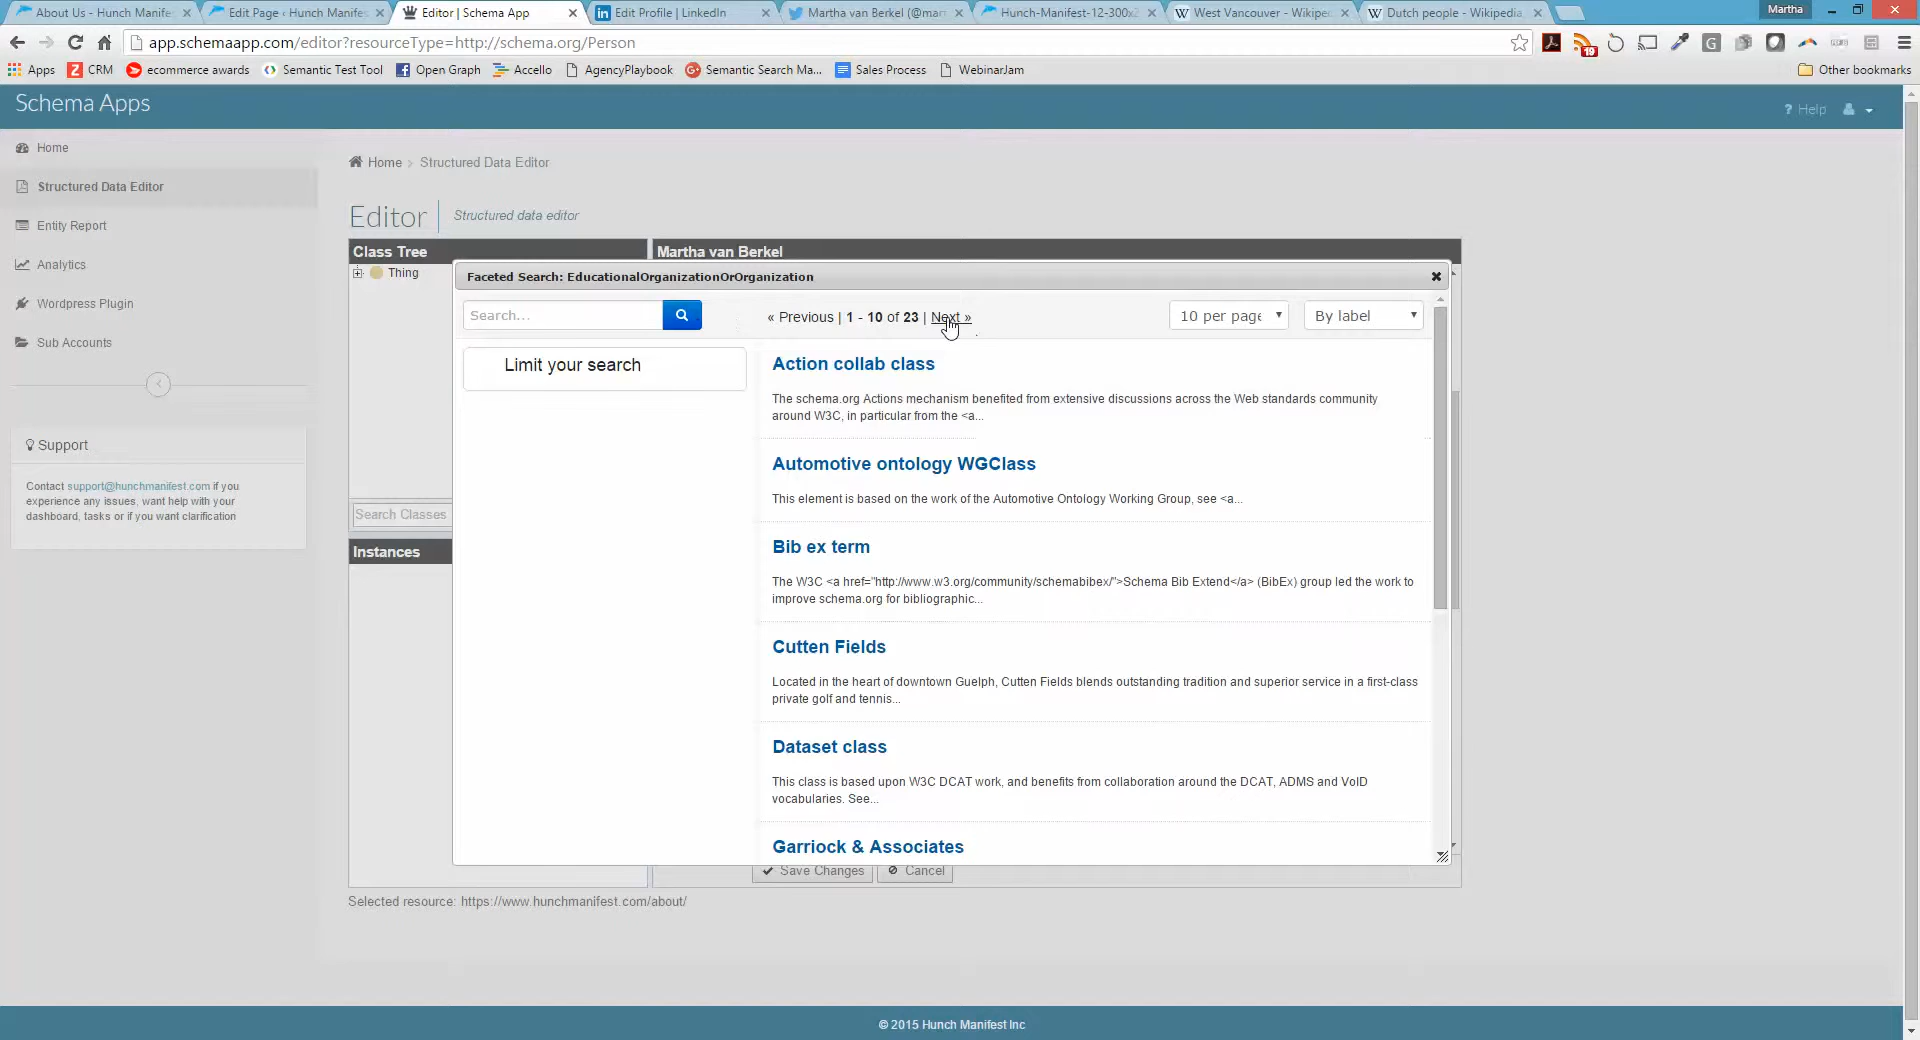 About Us - Hunch Manife
Edit Page ‹ Hunch Manifes
Editor | Schema App
Edit Profile | LinkedIn
Martha van Berkel (@mar
Hunch-Manifest-12-300x2
West Vancouver - Wikipe
Dutch people - Wikipedia,
Martha
app.schemaapp.com/editor?resourceType=http://schema.org/Person
19
Apps
CRM
ecommerce awards
Semantic Test Tool
Open Graph
Accello
AgencyPlaybook
Semantic Search Ma...
Sales Process
WebinarJam
Other bookmarks
Schema Apps
? Help
Home
Structured Data Editor
Entity Report
Analytics
Wordpress Plugin
Sub Accounts
Support
Contact support@hunchmanifest.com if you
experience any issues, want help with your
dashboard, tasks or if you want clarification
Home > Structured Data Editor
Editor
Structured data editor
Class Tree
Martha van Berkel
Thing
Search Classes
Instances
Faceted Search: EducationalOrganizationOrOrganization
Search...
« Previous | 1 - 10 of 23 | Next »
10 per page
By label
Limit your search
Action collab class
The schema.org Actions mechanism benefited from extensive discussions across the Web standards community
around W3C, in particular from the <a...
Automotive ontology WGClass
This element is based on the work of the Automotive Ontology Working Group, see <a...
Bib ex term
The W3C <a href="http://www.w3.org/community/schemabibex/">Schema Bib Extend</a> (BibEx) group led the work to
improve schema.org for bibliographic...
Cutten Fields
Located in the heart of downtown Guelph, Cutten Fields blends outstanding tradition and superior service in a first-class
private golf and tennis...
Dataset class
This class is based upon W3C DCAT work, and benefits from collaboration around the DCAT, ADMS and VoID
vocabularies. See...
Garriock & Associates
Save Changes
Cancel
Selected resource: https://www.hunchmanifest.com/about/
© 2015 Hunch Manifest Inc